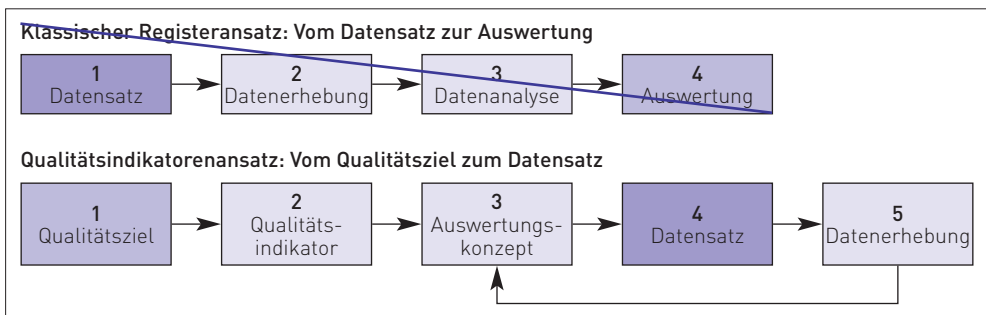 Klassischer Registeransatz: Vom Datensatz zur Auswertung
1
Datensatz
2
Datenerhebung
3
Datenanalyse
4
Auswertung
Qualitätsindikatorenansatz: Vom Qualitätsziel zum Datensatz
1
Qualitätsziel
2
Qualitäts-
indikator
3
Auswertungs-
konzept
4
Datensatz
5
Datenerhebung